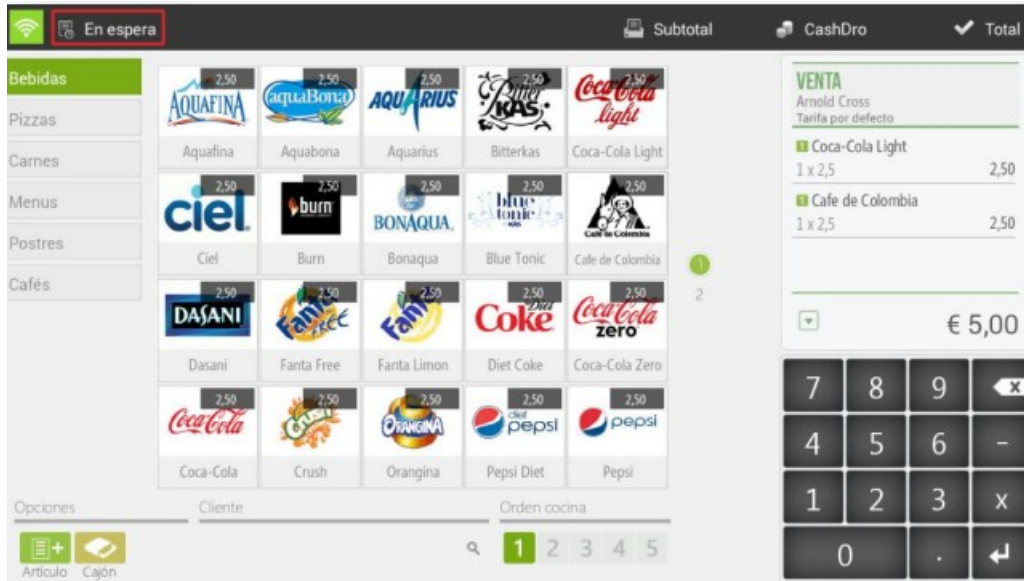 En espera
Subtotal
CashDro
Total
Bebidas
Pizzas
Carnes
Menus
Postres
Cafés
2,50 2,50 2,50 2,50 2,50
AQUAFINA aquaBona AQUARIUS Bitter KAS Coca-Cola light
Aquafina Aquabona Aquarius Bitterkas Coca-Cola Light
2,50 2,50 2,50 2,50 2,50
ciel burn BONAQUA blue tonic Café de Colombia
Ciel Burn Bonaqua Blue Tonic Cafe de Colombia
2,50 2,50 2,50 2,50 2,50
DASANI Fanta FREE Fanta Diet Coke Coca-Cola zero
Dasani Fanta Free Fanta Limon Diet Coke Coca-Cola Zero
2,50 2,50 2,50 2,50 2,50
Coca-Cola Crush ORANGINA diet pepsi pepsi
Coca-Cola Crush Orangina Pepsi Diet Pepsi
1
2
Opciones
Cliente
Orden cocina
Artículo
Cajón
1 2 3 4 5
VENTA
Arnold Cross
Tarifa por defecto
1 Coca-Cola Light
1 x 2,5 2,50
1 Cafe de Colombia
1 x 2,5 2,50
€ 5,00
7 8 9 x
4 5 6 -
1 2 3 x
0 .